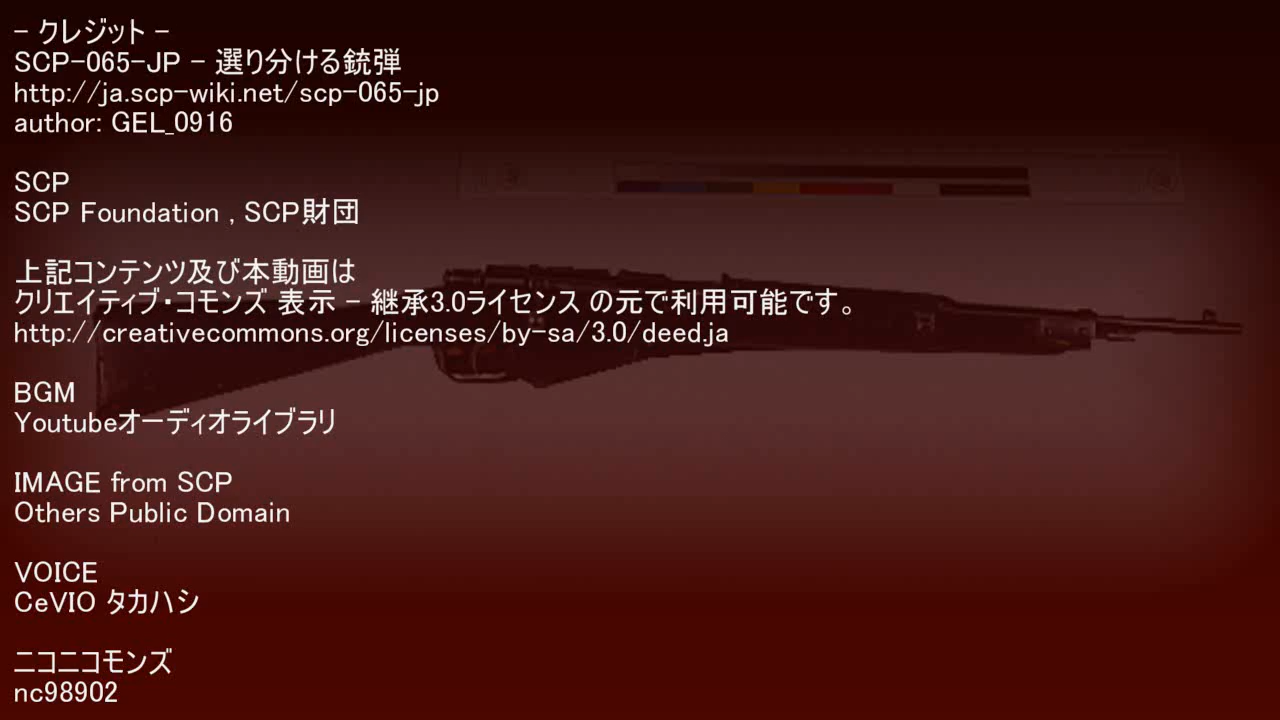 - クレジット -
SCP-065-JP - 選り分ける銃弾
http://ja.scp-wiki.net/scp-065-jp
author: GEL_0916
SCP
SCP Foundation , SCP財団
上記コンテンツ及び本動画は
クリエイティブ・コモンズ 表示 - 継承3.0ライセンス の元で利用可能です。
http://creativecommons.org/licenses/by-sa/3.0/deed.ja
BGM
Youtubeオーディオライブラリ
IMAGE from SCP
Others Public Domain
VOICE
CeVIO タカハシ
ニコニコモンズ
nc98902